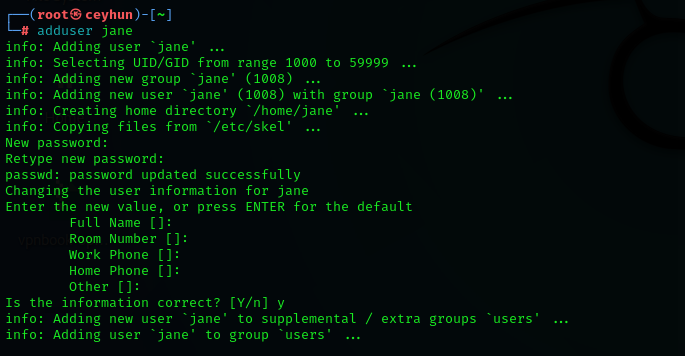 ┌──(root㉿ceyhun)-[~]
└─# adduser jane
info: Adding user `jane' ...
info: Selecting UID/GID from range 1000 to 59999 ...
info: Adding new group `jane' (1008) ...
info: Adding new user `jane' (1008) with group `jane (1008)' ...
info: Creating home directory `/home/jane' ...
info: Copying files from `/etc/skel' ...
New password:
Retype new password:
passwd: password updated successfully
Changing the user information for jane
Enter the new value, or press ENTER for the default
Full Name []:
Room Number []:
Work Phone []:
Home Phone []:
Other []:
Is the information correct? [Y/n] y
info: Adding new user `jane' to supplemental / extra groups `users' ...
info: Adding user `jane' to group `users' ...